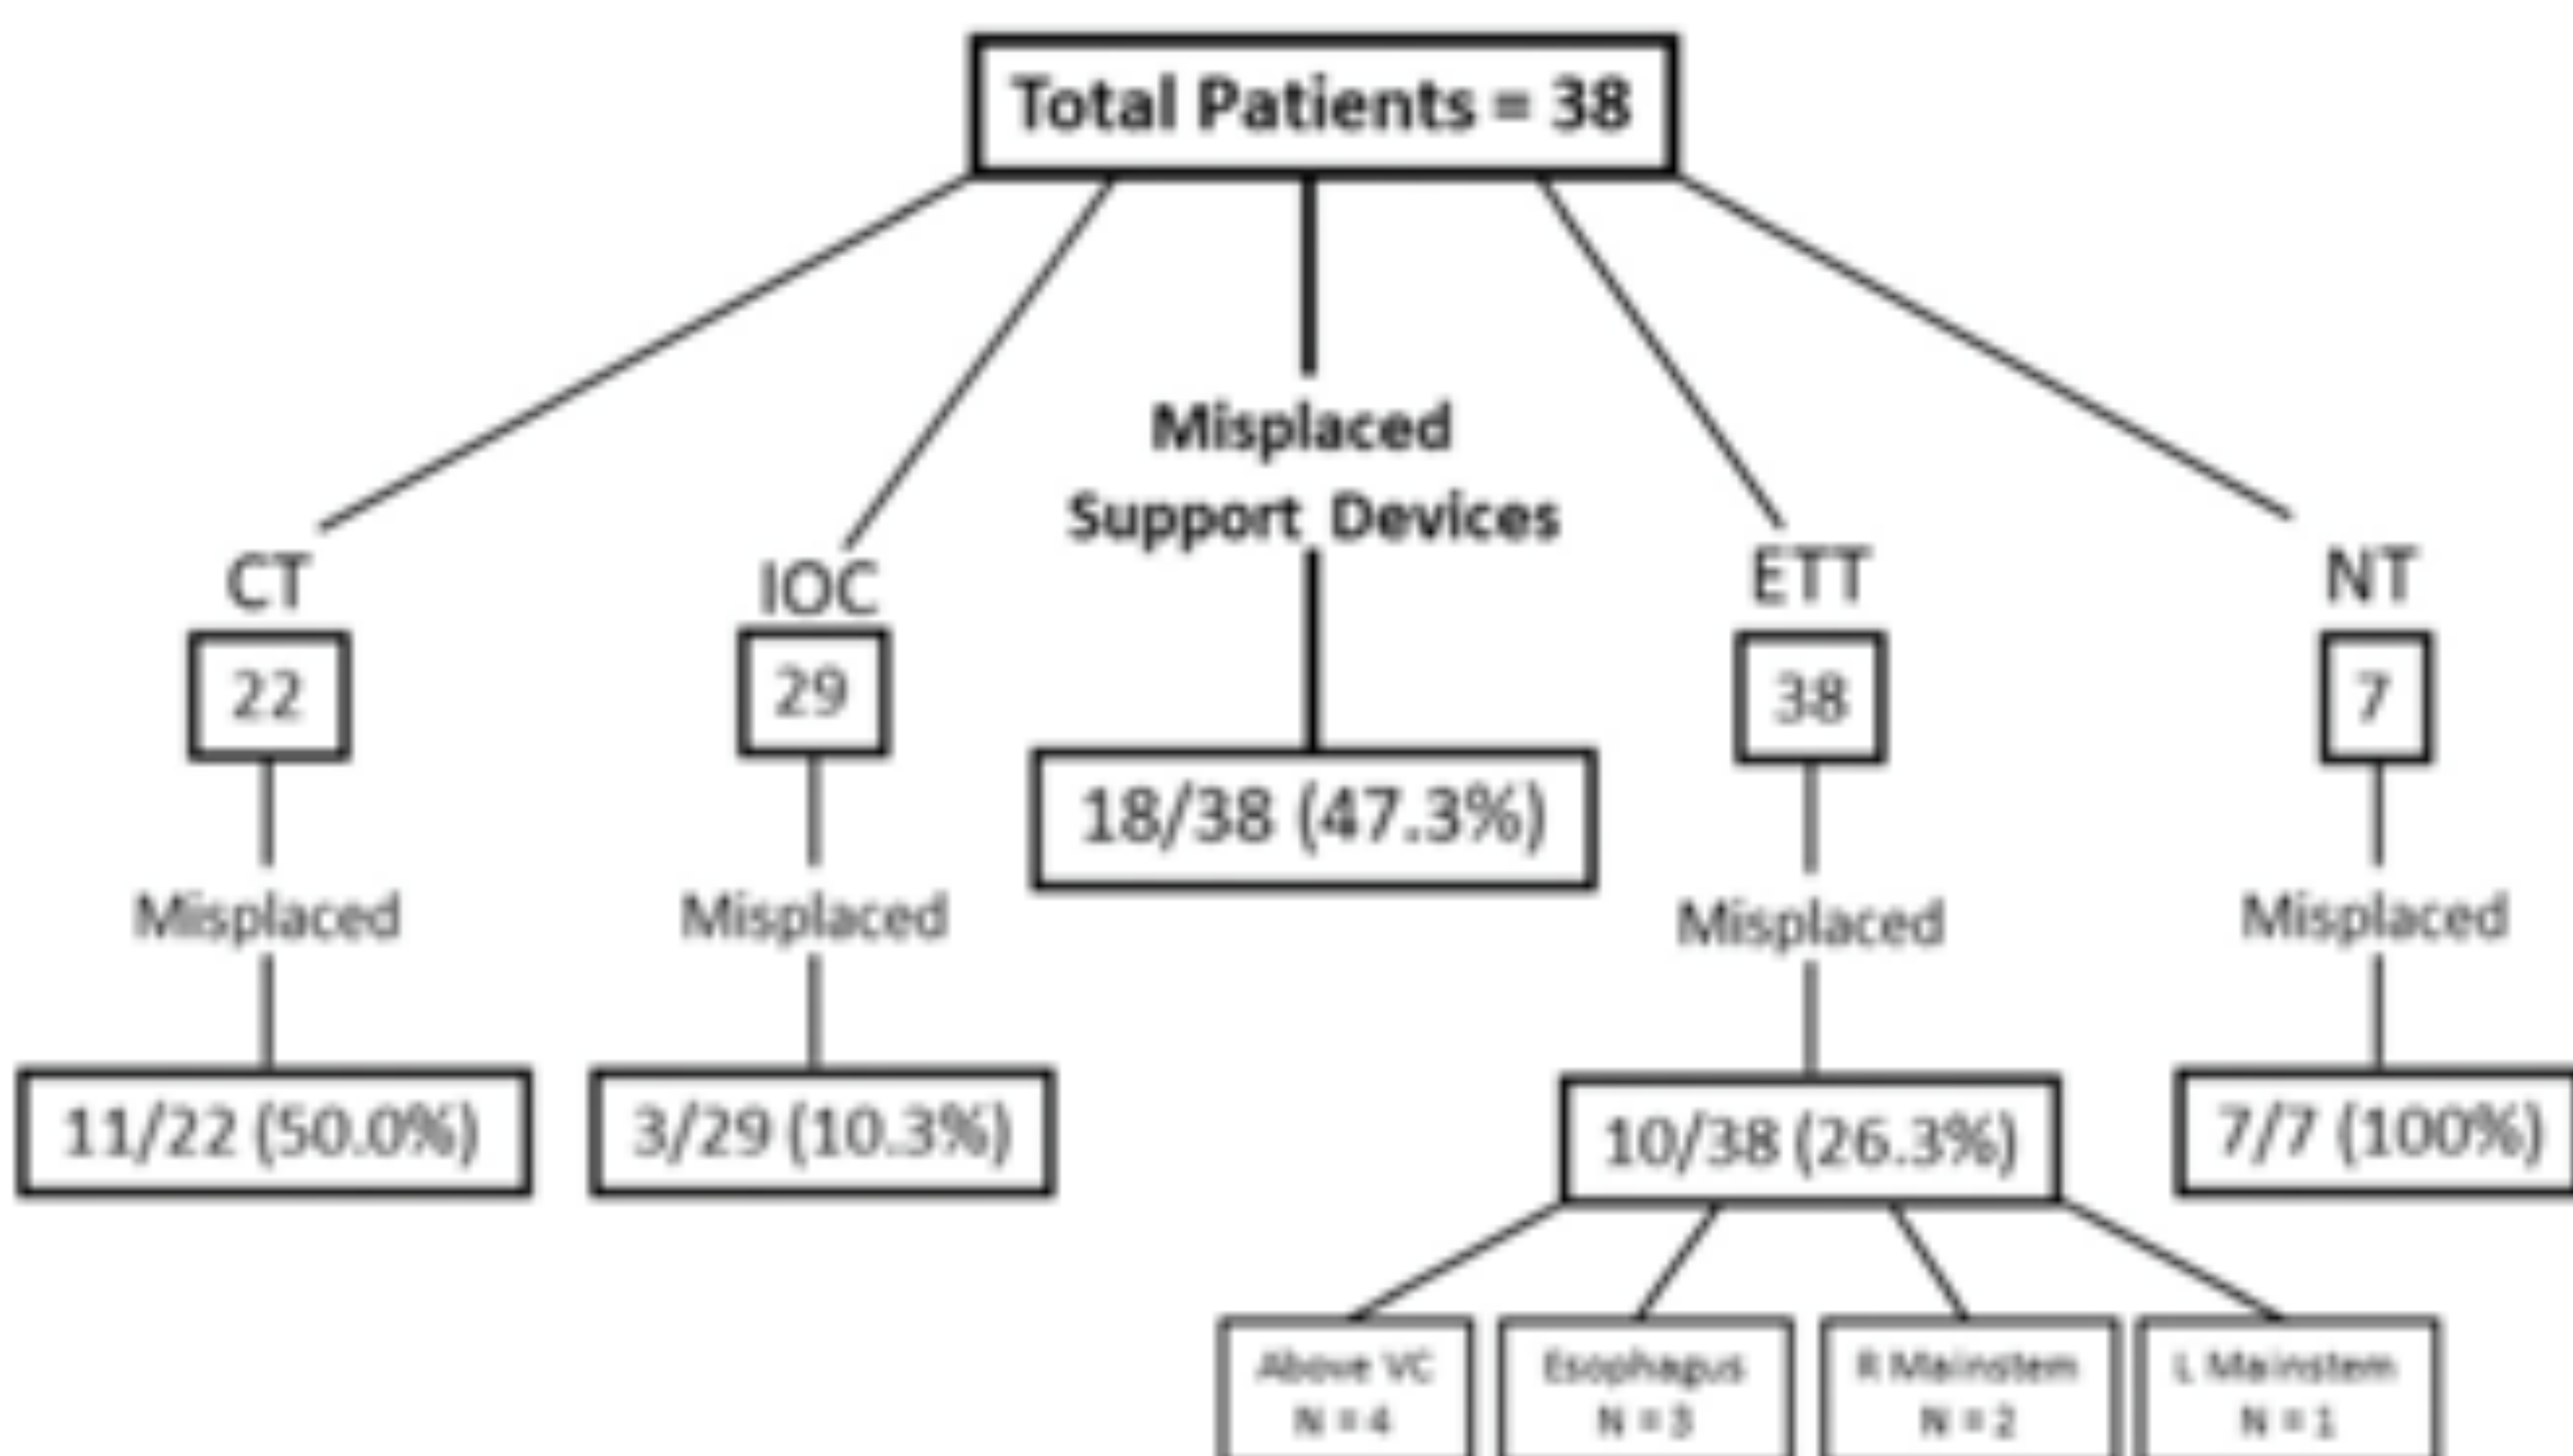 Total Patients = 38
Misplaced
Support Devices
CT
IOC
ETT
NT
22
29
38
7
18/38 (47.3%)
Misplaced
Misplaced
Misplaced
Misplaced
11/22 (50.0%)
3/29 (10.3%)
10/38 (26.3%)
7/7 (100%)
Above VC
N = 4
Esophagus
N = 3
R Mainstem
N = 2
L Mainstem
N = 1